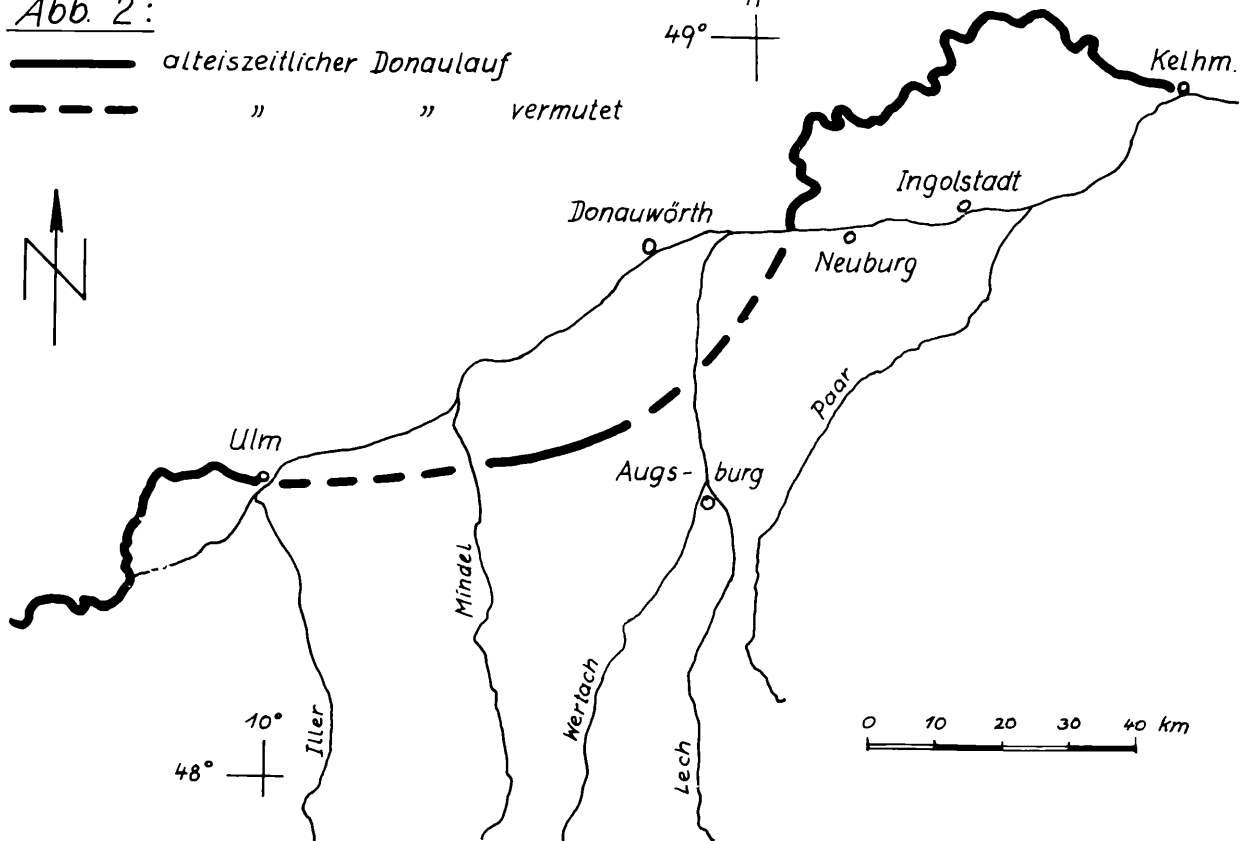 Abb. 2:
alteiszeitlicher Donaulauf
" " vermutet
49°
Kelhm.
Ingolstadt
Donauwörth
Neuburg
N
Paar
Ulm
Augs- burg
Mindel
Wertach
Iller
Lech
10°
48°
0 10 20 30 40 km